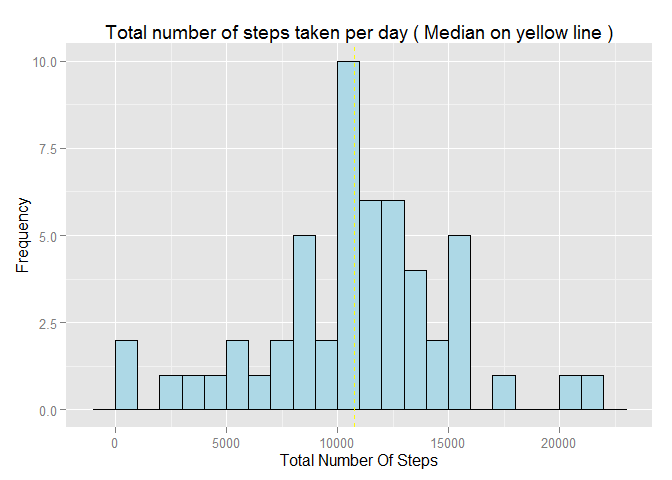 Total number of steps taken per day ( Median on yellow line )
10.0
7.5
5.0
2.5
0.0
Frequency
0 5000 10000 15000 20000
Total Number Of Steps